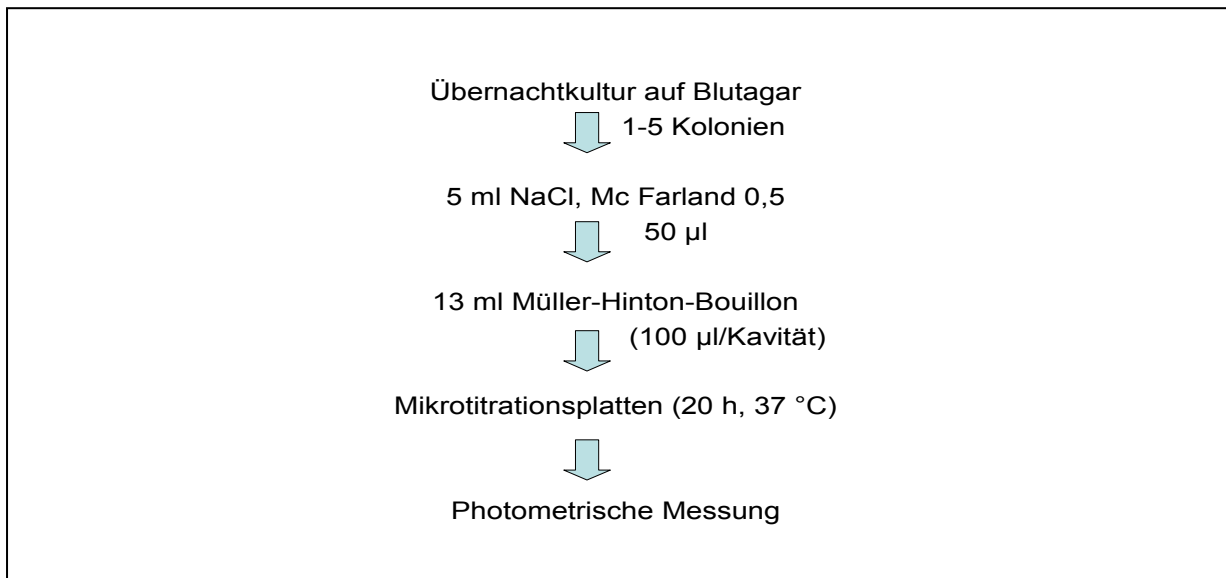 Übernachtkultur auf Blutagar
1-5 Kolonien
5 ml NaCl, Mc Farland 0,5
50 µl
13 ml Müller-Hinton-Bouillon
(100 µl/Kavität)
Mikrotitrationsplatten (20 h, 37 °C)
Photometrische Messung